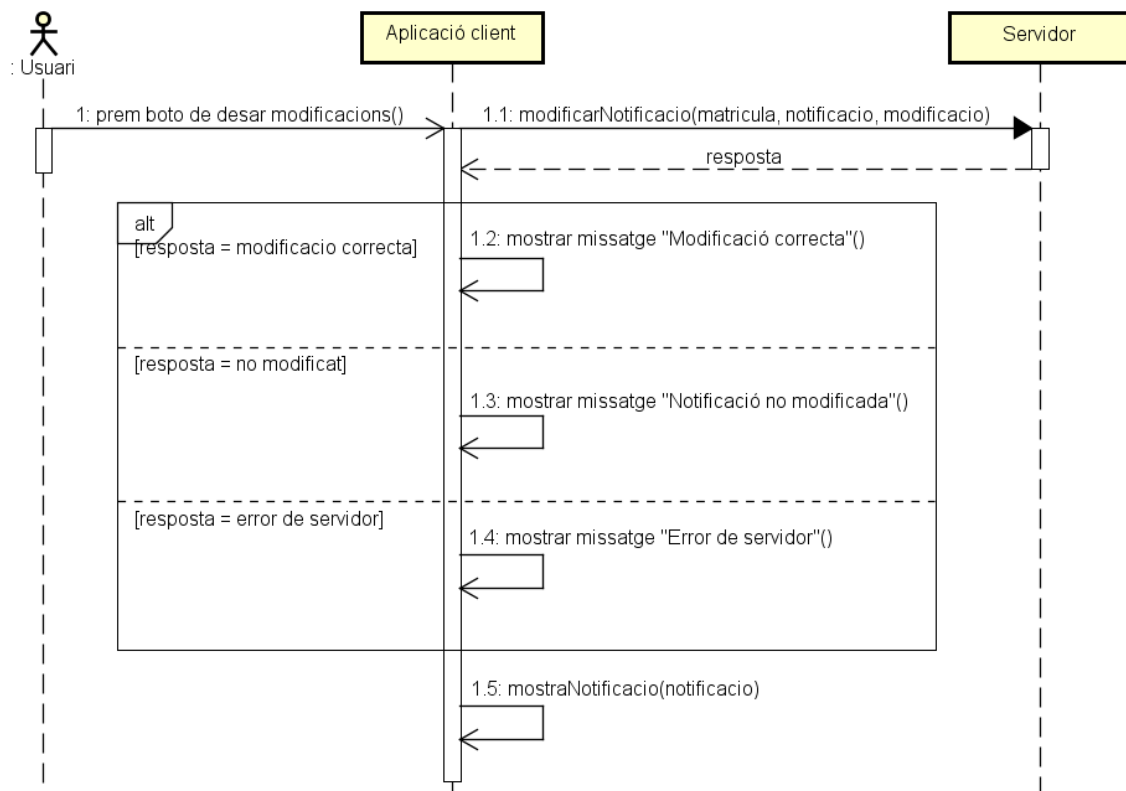 : Usuari
Aplicació client
Servidor
1: prem boto de desar modificacions()
1.1: modificarNotificacio(matricula, notificacio, modificacio)
resposta
alt
[resposta = modificacio correcta]
1.2: mostrar missatge "Modificació correcta"()
[resposta = no modificat]
1.3: mostrar missatge "Notificació no modificada"()
[resposta = error de servidor]
1.4: mostrar missatge "Error de servidor"()
1.5: mostraNotificacio(notificacio)